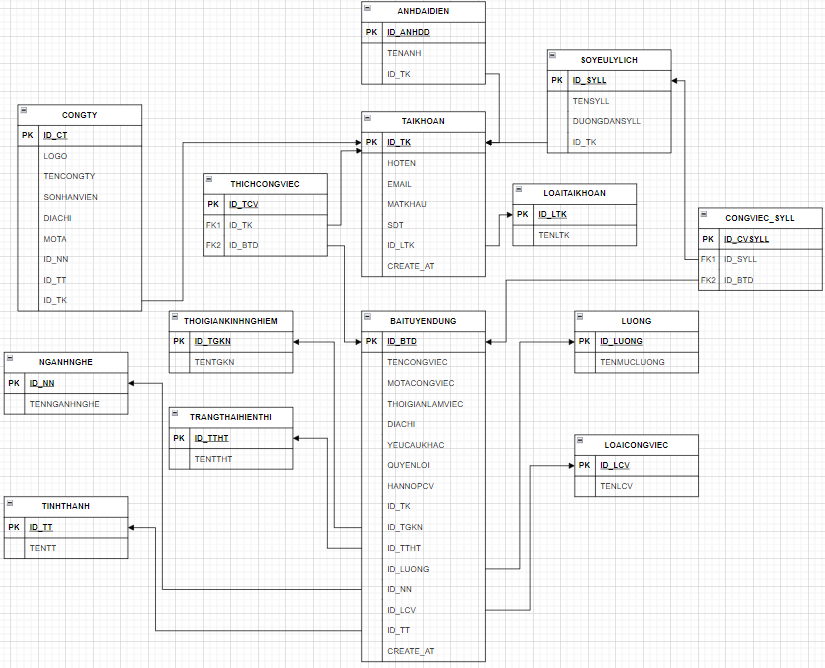 ANHDAIDIEN
PK ID_ANHDD
TENANH
ID_TK
SOYEULYLICH
PK ID_SYLL
TENSYLL
DUONGDANSYLL
ID_TK
CONGTY
PK ID_CT
LOGO
TENCONGTY
SONHANVIEN
DIACHI
MOTA
ID_NN
ID_TT
ID_TK
TAIKHOAN
PK ID_TK
HOTEN
EMAIL
MATKHAU
SDT
ID_LTK
CREATE_AT
THICHCONGVIEC
PK ID_TCV
FK1 ID_TK
FK2 ID_BTD
LOAITAIKHOAN
PK ID_LTK
TENLTK
CONGVIEC_SYLL
PK ID_CVSYLL
FK1 ID_SYLL
FK2 ID_BTD
THOIGIANKINHNGHIEM
PK ID_TGKN
TENTGKN
BAITUYENDUNG
PK ID_BTD
TENCONGVIEC
MOTACONGVIEC
THOIGIANLAMVIEC
DIACHI
YEUCAUKHAC
QUYENLOI
HANNOPCV
ID_TK
ID_TGKN
ID_TTHT
ID_LUONG
ID_NN
ID_LCV
ID_TT
CREATE_AT
LUONG
PK ID_LUONG
TENMUCLUONG
NGANHNGHE
PK ID_NN
TENNGANHNGHE
TRANGTHAIHIENTHI
PK ID_TTHT
TENTTHT
LOAICONGVIEC
PK ID_LCV
TENLCV
TINHTHANH
PK ID_TT
TENTT